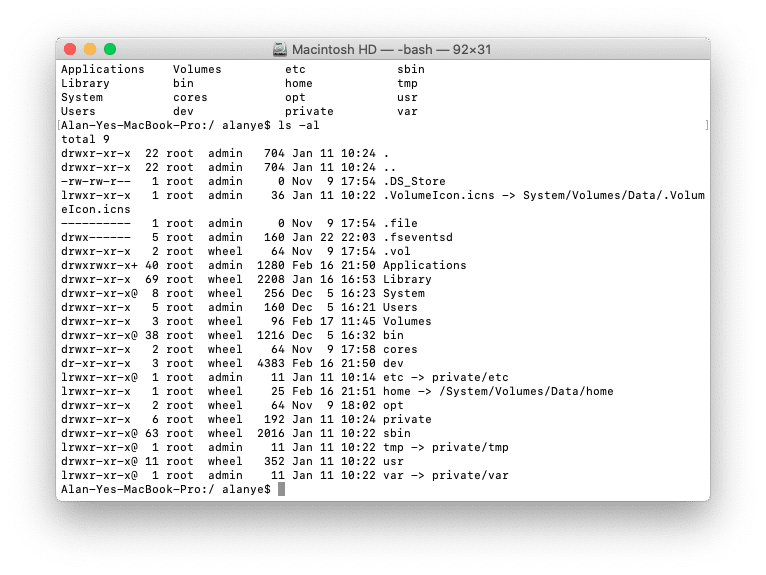 Macintosh HD — -bash — 92×31
Applications    Volumes         etc             sbin
Library         bin             home            tmp
System          cores           opt             usr
Users           dev             private         var
[Alan-Yes-MacBook-Pro:/ alanye$ ls -al                                                      ]
total 9
drwxr-xr-x  22 root  admin   704 Jan 11 10:24 .
drwxr-xr-x  22 root  admin   704 Jan 11 10:24 ..
-rw-rw-r--   1 root  admin     0 Nov  9 17:54 .DS_Store
lrwxr-xr-x   1 root  admin    36 Jan 11 10:22 .VolumeIcon.icns -> System/Volumes/Data/.Volum
eIcon.icns
----------   1 root  admin     0 Nov  9 17:54 .file
drwx------   5 root  admin   160 Jan 22 22:03 .fseventsd
drwxr-xr-x   2 root  wheel    64 Nov  9 17:54 .vol
drwxrwxr-x+ 40 root  admin  1280 Feb 16 21:50 Applications
drwxr-xr-x  69 root  wheel  2208 Jan 16 16:53 Library
drwxr-xr-x@  8 root  wheel   256 Dec  5 16:23 System
drwxr-xr-x   5 root  admin   160 Dec  5 16:21 Users
drwxr-xr-x   3 root  wheel    96 Feb 17 11:45 Volumes
drwxr-xr-x@ 38 root  wheel  1216 Dec  5 16:32 bin
drwxr-xr-x   2 root  wheel    64 Nov  9 17:58 cores
dr-xr-xr-x   3 root  wheel  4383 Feb 16 21:50 dev
lrwxr-xr-x@  1 root  admin    11 Jan 11 10:14 etc -> private/etc
lrwxr-xr-x   1 root  wheel    25 Feb 16 21:51 home -> /System/Volumes/Data/home
drwxr-xr-x   2 root  wheel    64 Nov  9 18:02 opt
drwxr-xr-x   6 root  wheel   192 Jan 11 10:24 private
drwxr-xr-x@ 63 root  wheel  2016 Jan 11 10:22 sbin
lrwxr-xr-x@  1 root  admin    11 Jan 11 10:22 tmp -> private/tmp
drwxr-xr-x@ 11 root  wheel   352 Jan 11 10:22 usr
lrwxr-xr-x@  1 root  admin    11 Jan 11 10:22 var -> private/var
Alan-Yes-MacBook-Pro:/ alanye$